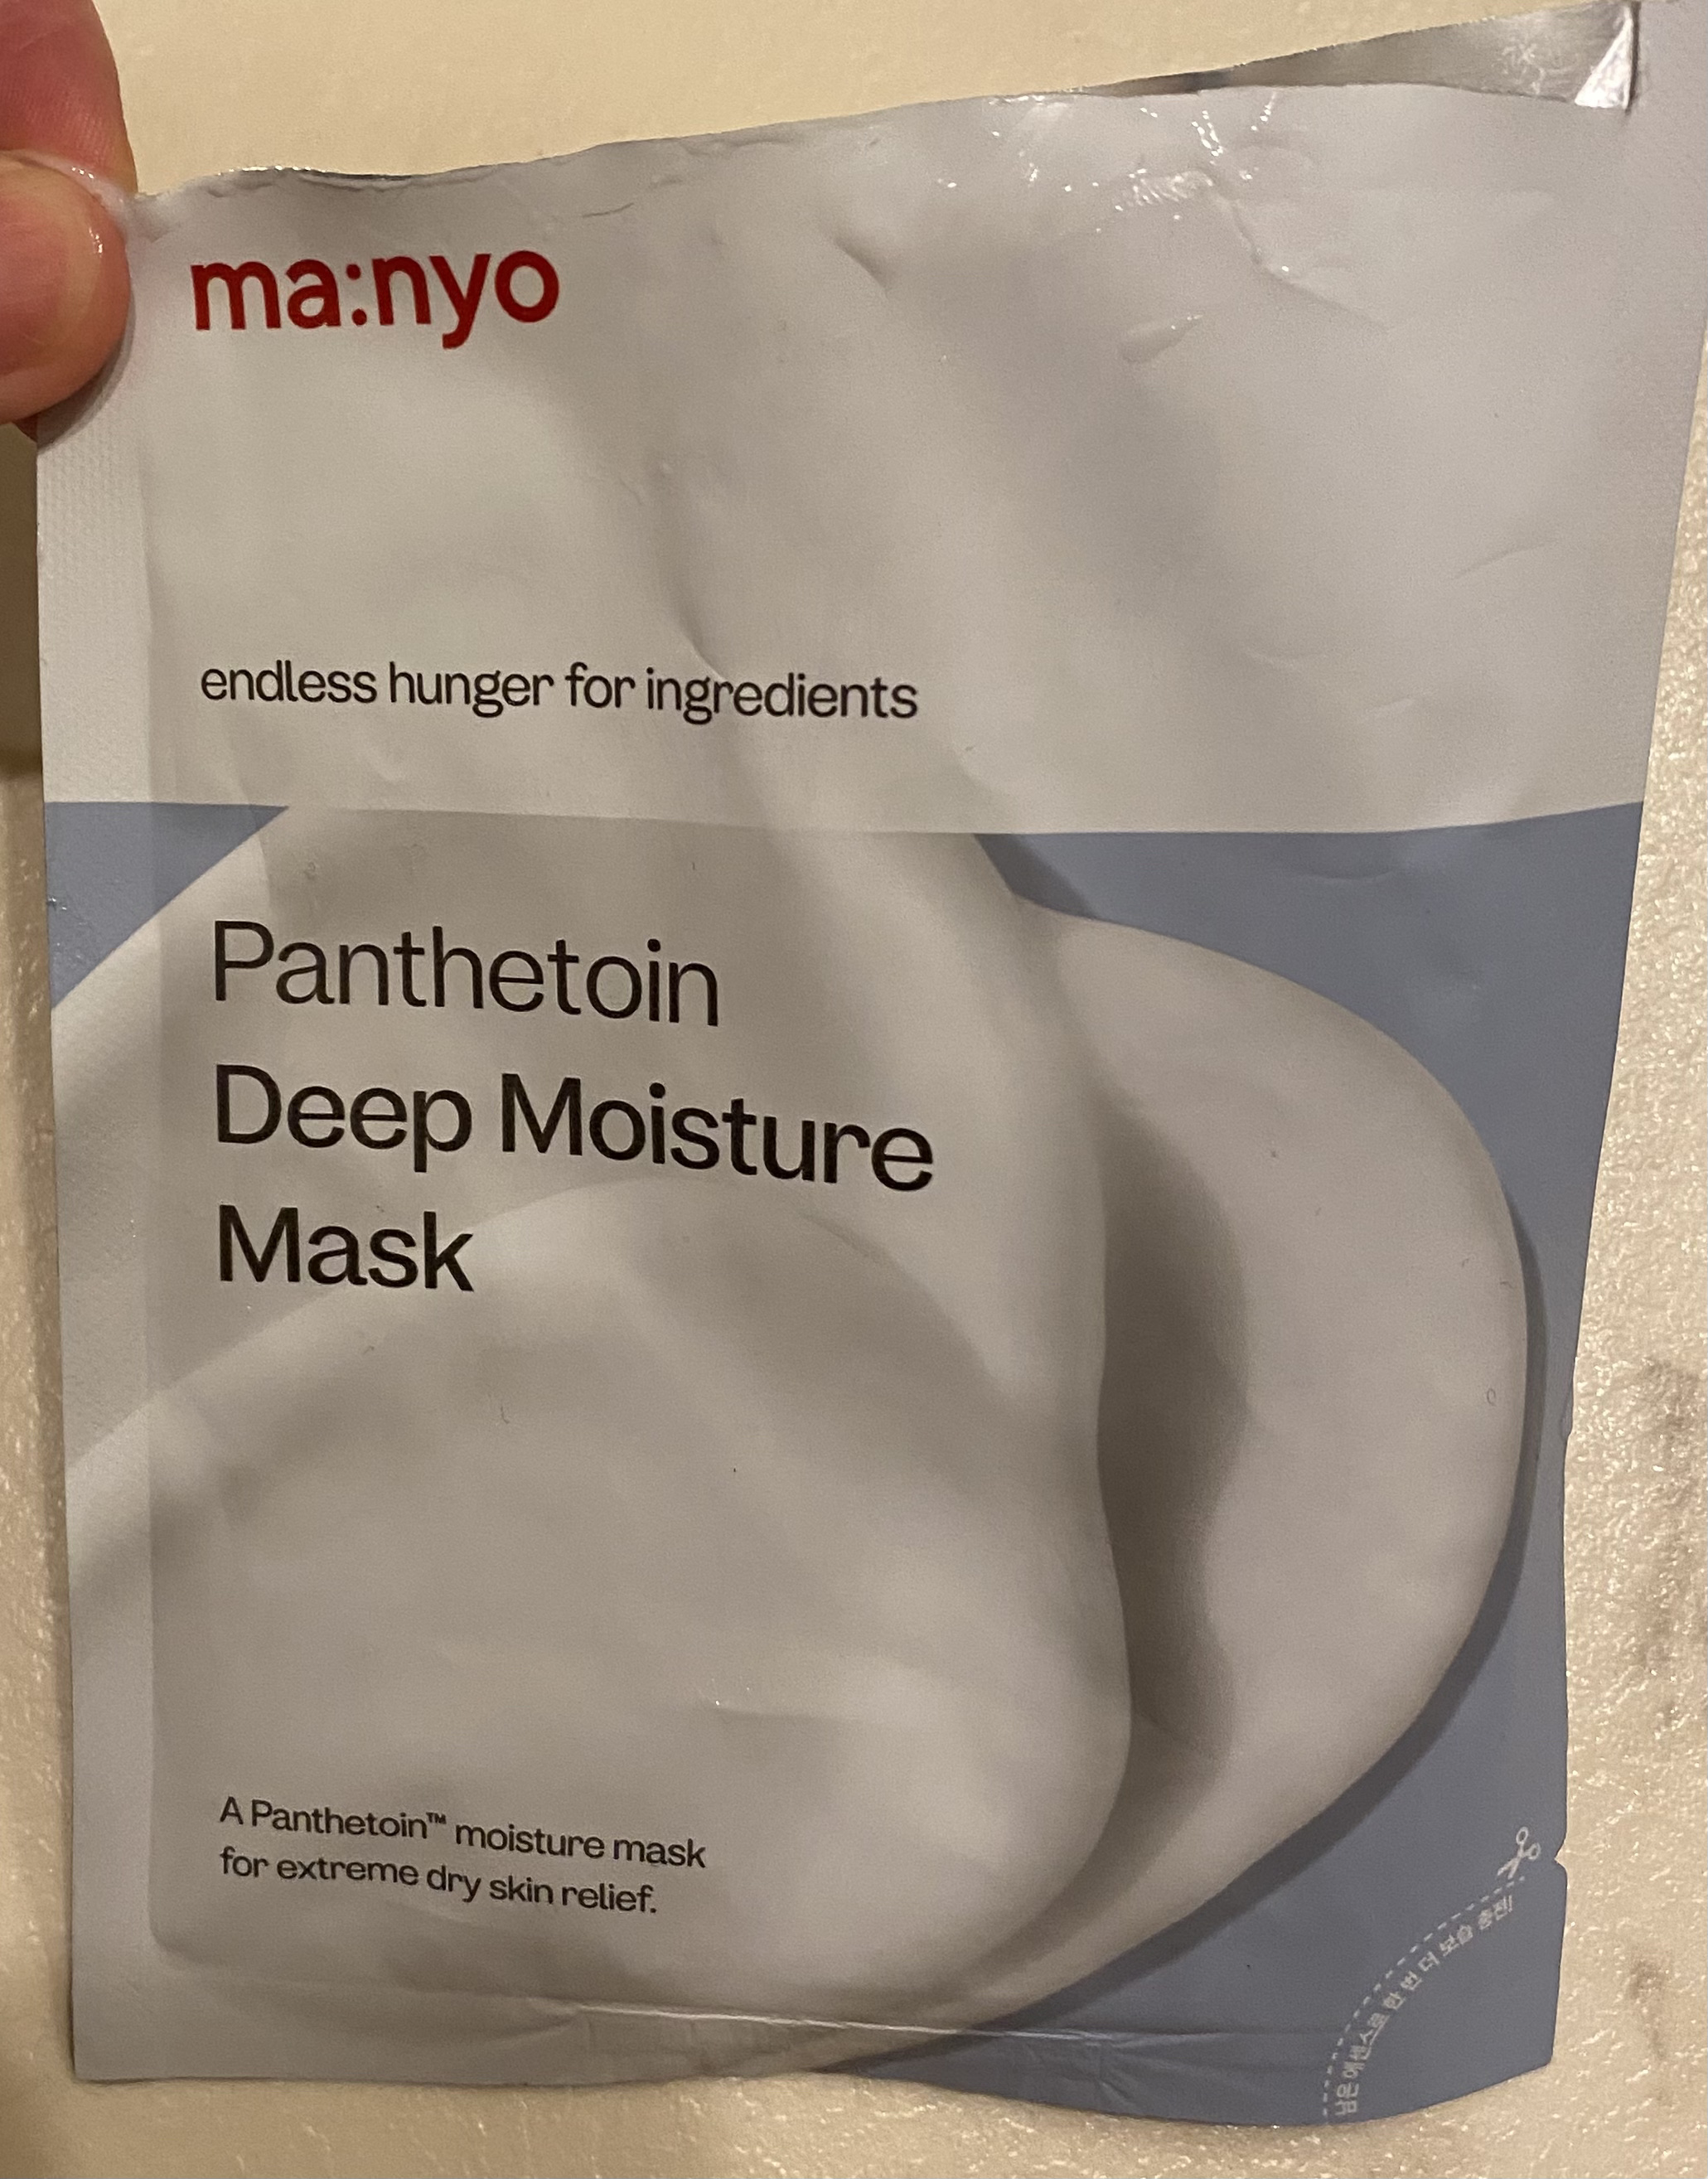 ma:nyo
endless hunger for ingredients
Panthetoin
Deep Moisture
Mask
A Panthetoin™ moisture mask
for extreme dry skin relief.
남은 에센스로 한 번 더 보습 충전!